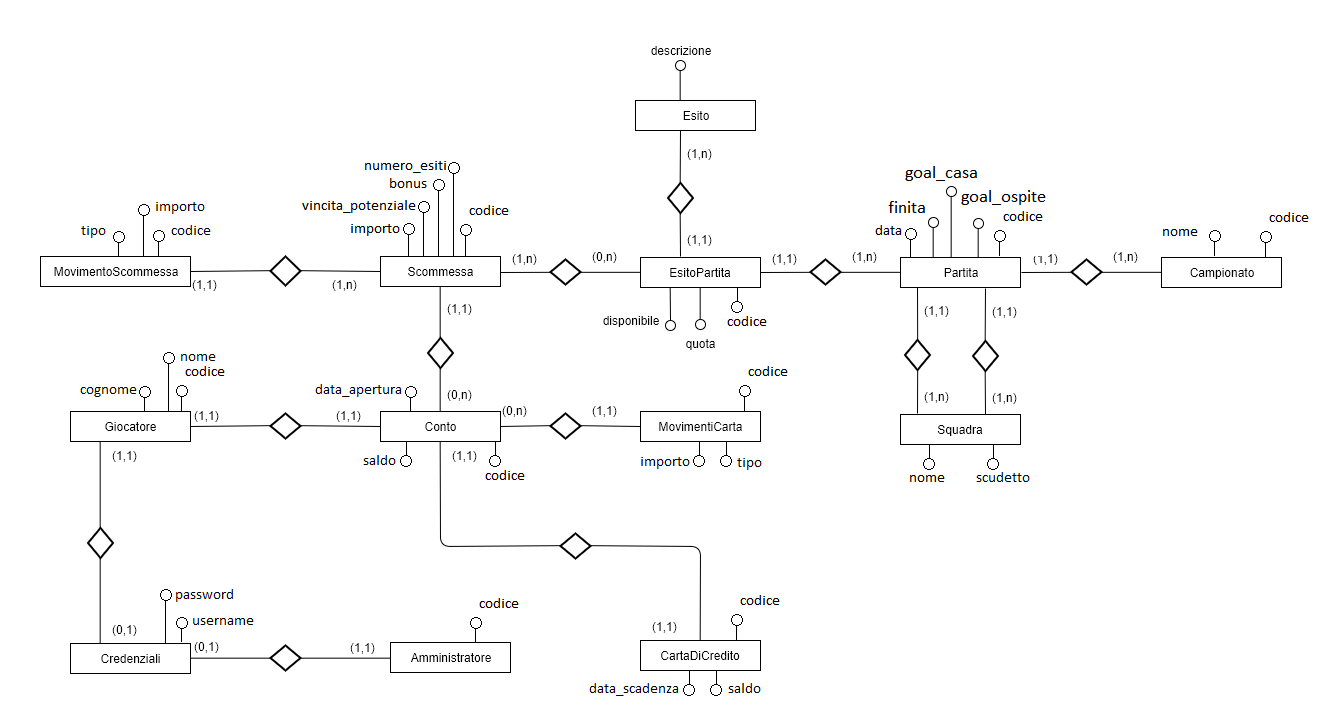 descrizione
Esito
(1,n)
(1,1)
numero_esiti
bonus
vincita_potenziale
importo
codice
tipo
importo
codice
MovimentoScommessa
(1,1)
(1,n)
Scommessa
(1,n)
(0,n)
EsitoPartita
disponibile
quota
codice
(1,1)
(1,n)
goal_casa
goal_ospite
finita
codice
data
Partita
(1,1)
(1,n)
nome
codice
Campionato
(1,1)
(1,1)
(1,n)
(1,n)
Squadra
nome
scudetto
(1,1)
(0,n)
nome
codice
cognome
Giocatore
(1,1)
(1,1)
data_apertura
Conto
saldo
(1,1)
codice
(0,n)
(1,1)
codice
MovimentiCarta
importo
tipo
(1,1)
(0,1)
password
username
Credenziali
(0,1)
(1,1)
codice
Amministratore
(1,1)
codice
CartaDiCredito
data_scadenza
saldo